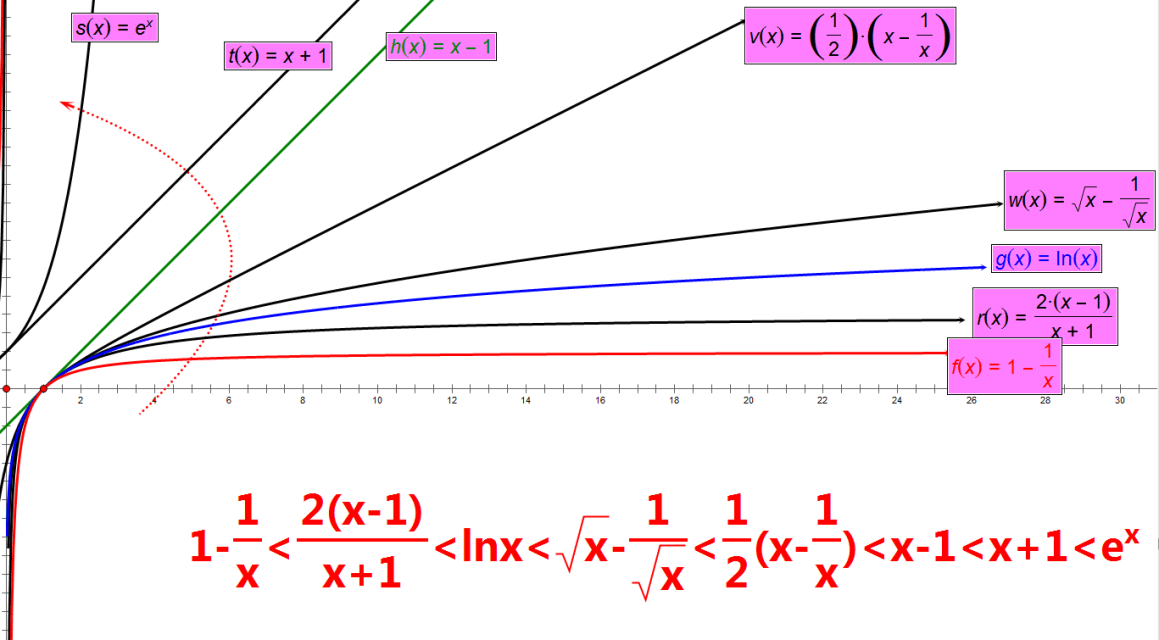 s(x) = eˣ
t(x) = x + 1
h(x) = x − 1
v(x) = (1/2)·(x − 1/x)
w(x) = √x − 1/√x
g(x) = ln(x)
r(x) = 2·(x − 1)/(x + 1)
f(x) = 1 − 1/x
2 4 6 8 10 12 14 16 18 20 22 24 26 28 30
1-1/x<2(x-1)/(x+1)<lnx<√x-1/√x<1/2(x-1/x)<x-1<x+1<eˣ